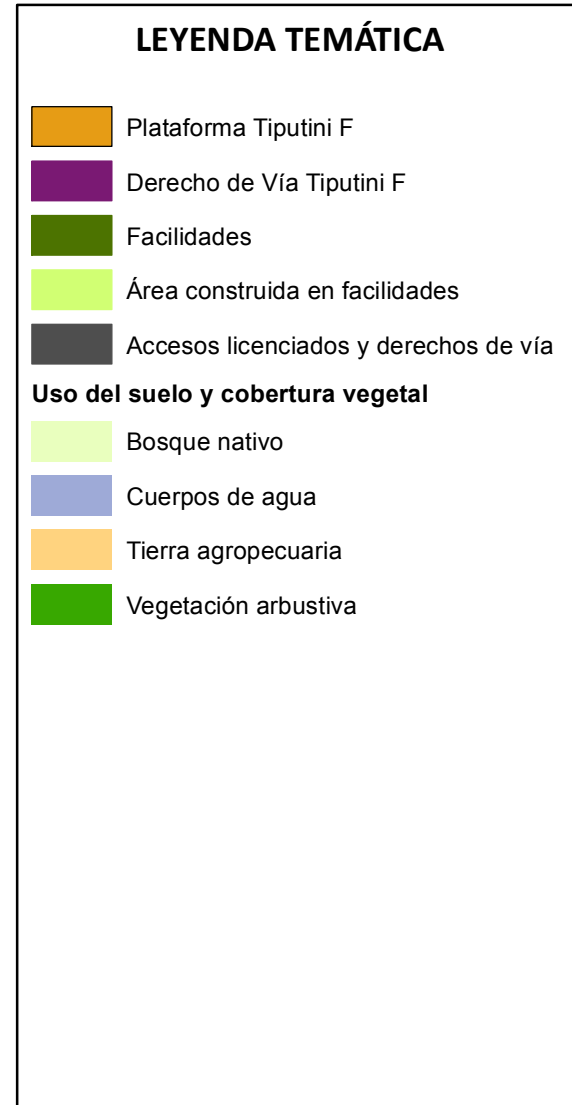 LEYENDA TEMÁTICA
Plataforma Tiputini F
Derecho de Vía Tiputini F
Facilidades
Área construida en facilidades
Accesos licenciados y derechos de vía
Uso del suelo y cobertura vegetal
Bosque nativo
Cuerpos de agua
Tierra agropecuaria
Vegetación arbustiva